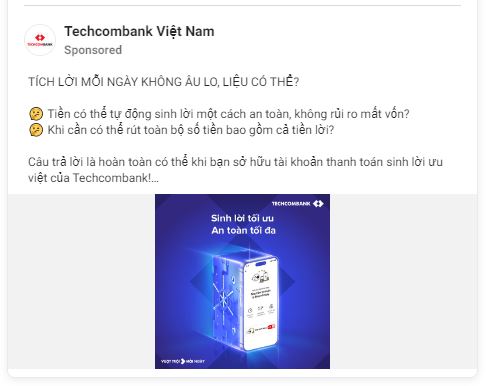 Techcombank Việt Nam
TECHCOMBANK
Sponsored
TÍCH LỜI MỖI NGÀY KHÔNG ÂU LO, LIỆU CÓ THỂ?
🤔 Tiền có thể tự động sinh lời một cách an toàn, không rủi ro mất vốn?
🤔 Khi cần có thể rút toàn bộ số tiền bao gồm cả tiền lời?
Câu trả lời là hoàn toàn có thể khi bạn sở hữu tài khoản thanh toán sinh lời ưu
việt của Techcombank!...
TECHCOMBANK
Sinh lời tối ưu
An toàn tối đa
VƯỢT TRỘI MỖI NGÀY